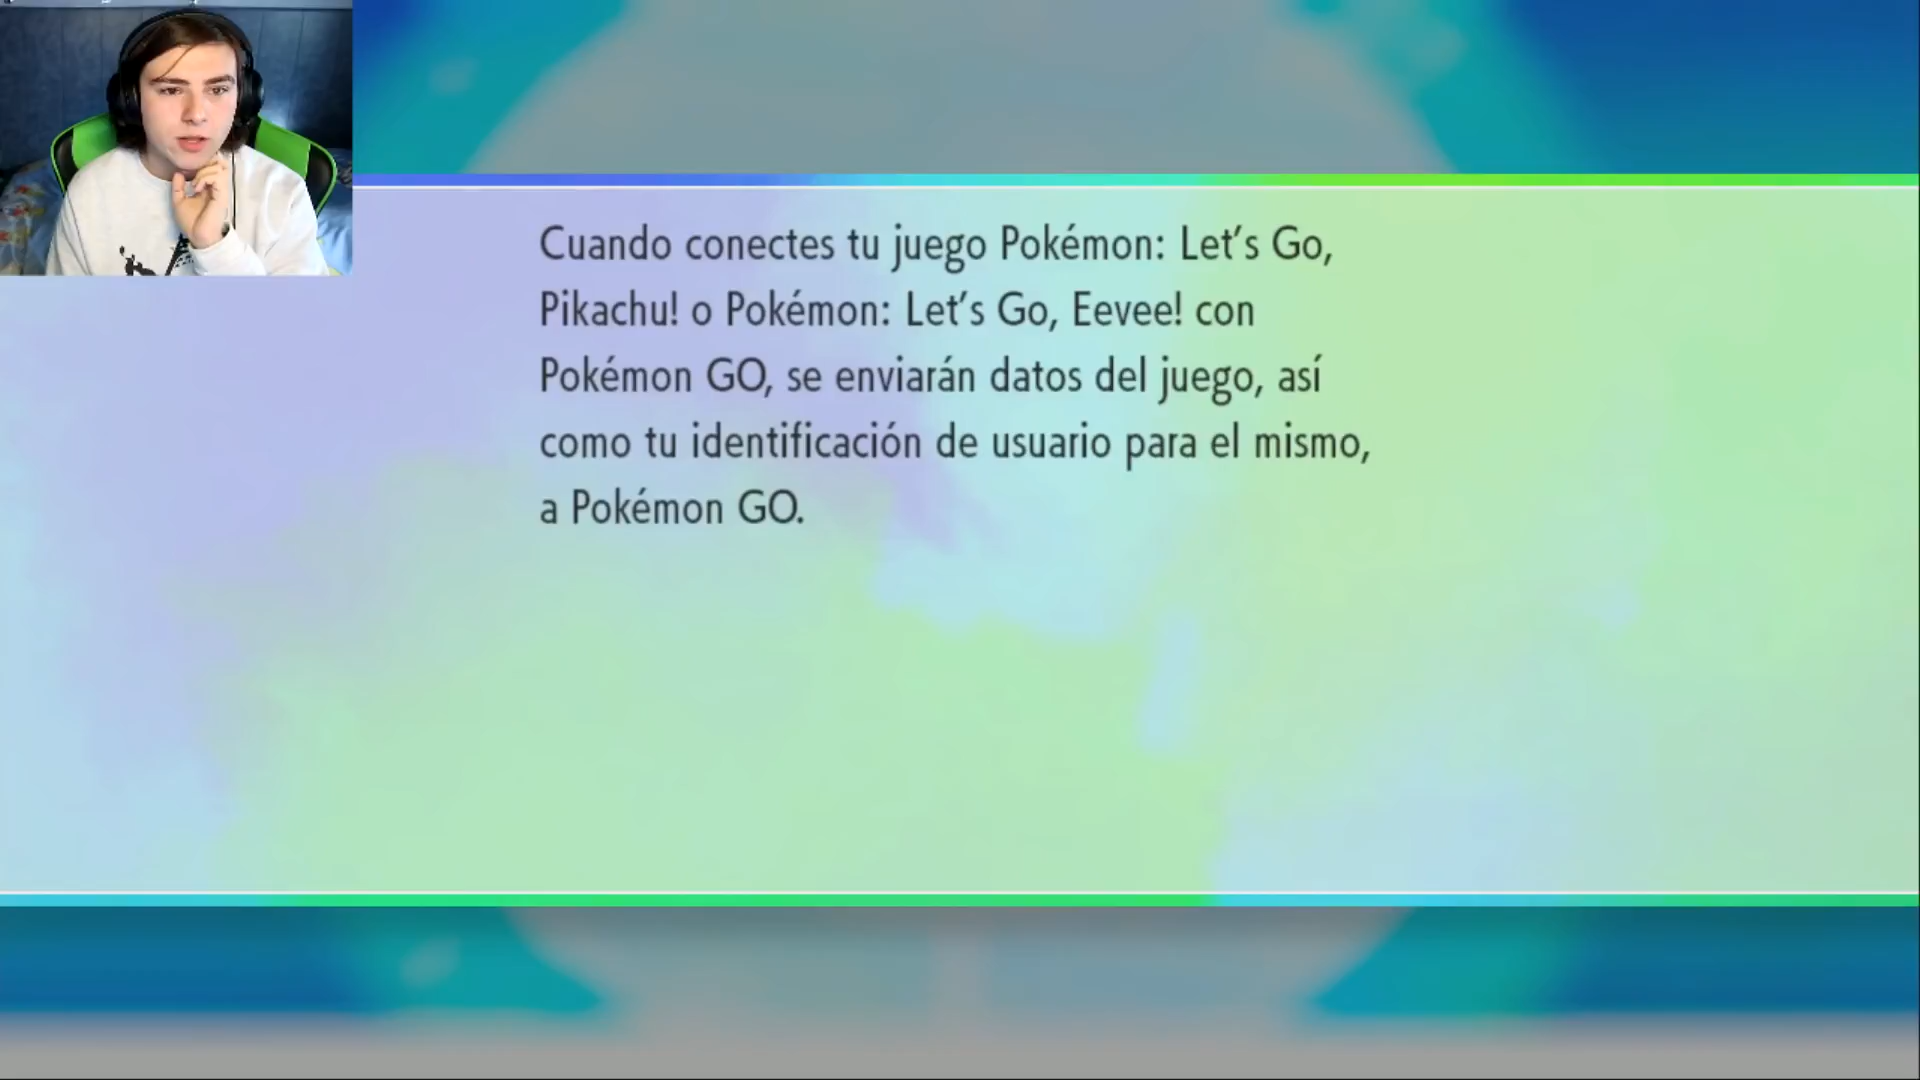 Cuando conectes tu juego Pokémon: Let's Go,
Pikachu! o Pokémon: Let's Go, Eevee! con
Pokémon GO, se enviarán datos del juego, así
como tu identificación de usuario para el mismo,
a Pokémon GO.